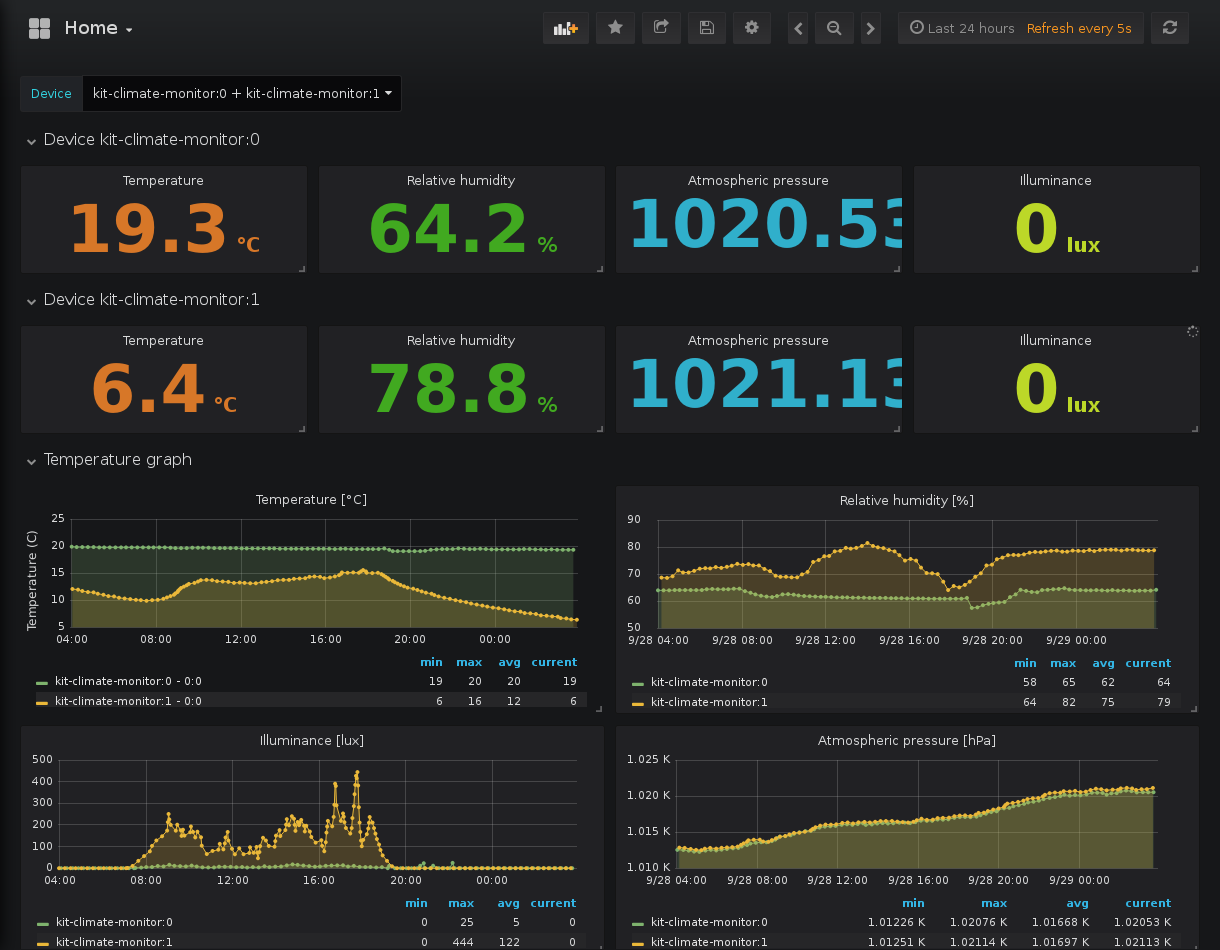 Home
Last 24 hours Refresh every 5s
Device kit-climate-monitor:0 + kit-climate-monitor:1
Device kit-climate-monitor:0
Temperature Relative humidity Atmospheric pressure Illuminance
19.3 °C 64.2 % 1020.53 0 lux
Device kit-climate-monitor:1
Temperature Relative humidity Atmospheric pressure Illuminance
6.4 °C 78.8 % 1021.13 0 lux
Temperature graph
Temperature [°C]
Temperature (C)
25
20
15
10
5
04:00 08:00 12:00 16:00 20:00 00:00
min max avg current
kit-climate-monitor:0 - 0:0 19 20 20 19
kit-climate-monitor:1 - 0:0 6 16 12 6
Relative humidity [%]
90
80
70
60
50
9/28 04:00 9/28 08:00 9/28 12:00 9/28 16:00 9/28 20:00 9/29 00:00
min max avg current
kit-climate-monitor:0 58 65 62 64
kit-climate-monitor:1 64 82 75 79
Illuminance [lux]
500
400
300
200
100
0
04:00 08:00 12:00 16:00 20:00 00:00
min max avg current
kit-climate-monitor:0 0 25 5 0
kit-climate-monitor:1 0 444 122 0
Atmospheric pressure [hPa]
1.025 K
1.020 K
1.015 K
1.010 K
9/28 04:00 9/28 08:00 9/28 12:00 9/28 16:00 9/28 20:00 9/29 00:00
min max avg current
kit-climate-monitor:0 1.01226 K 1.02076 K 1.01668 K 1.02053 K
kit-climate-monitor:1 1.01251 K 1.02114 K 1.01697 K 1.02113 K